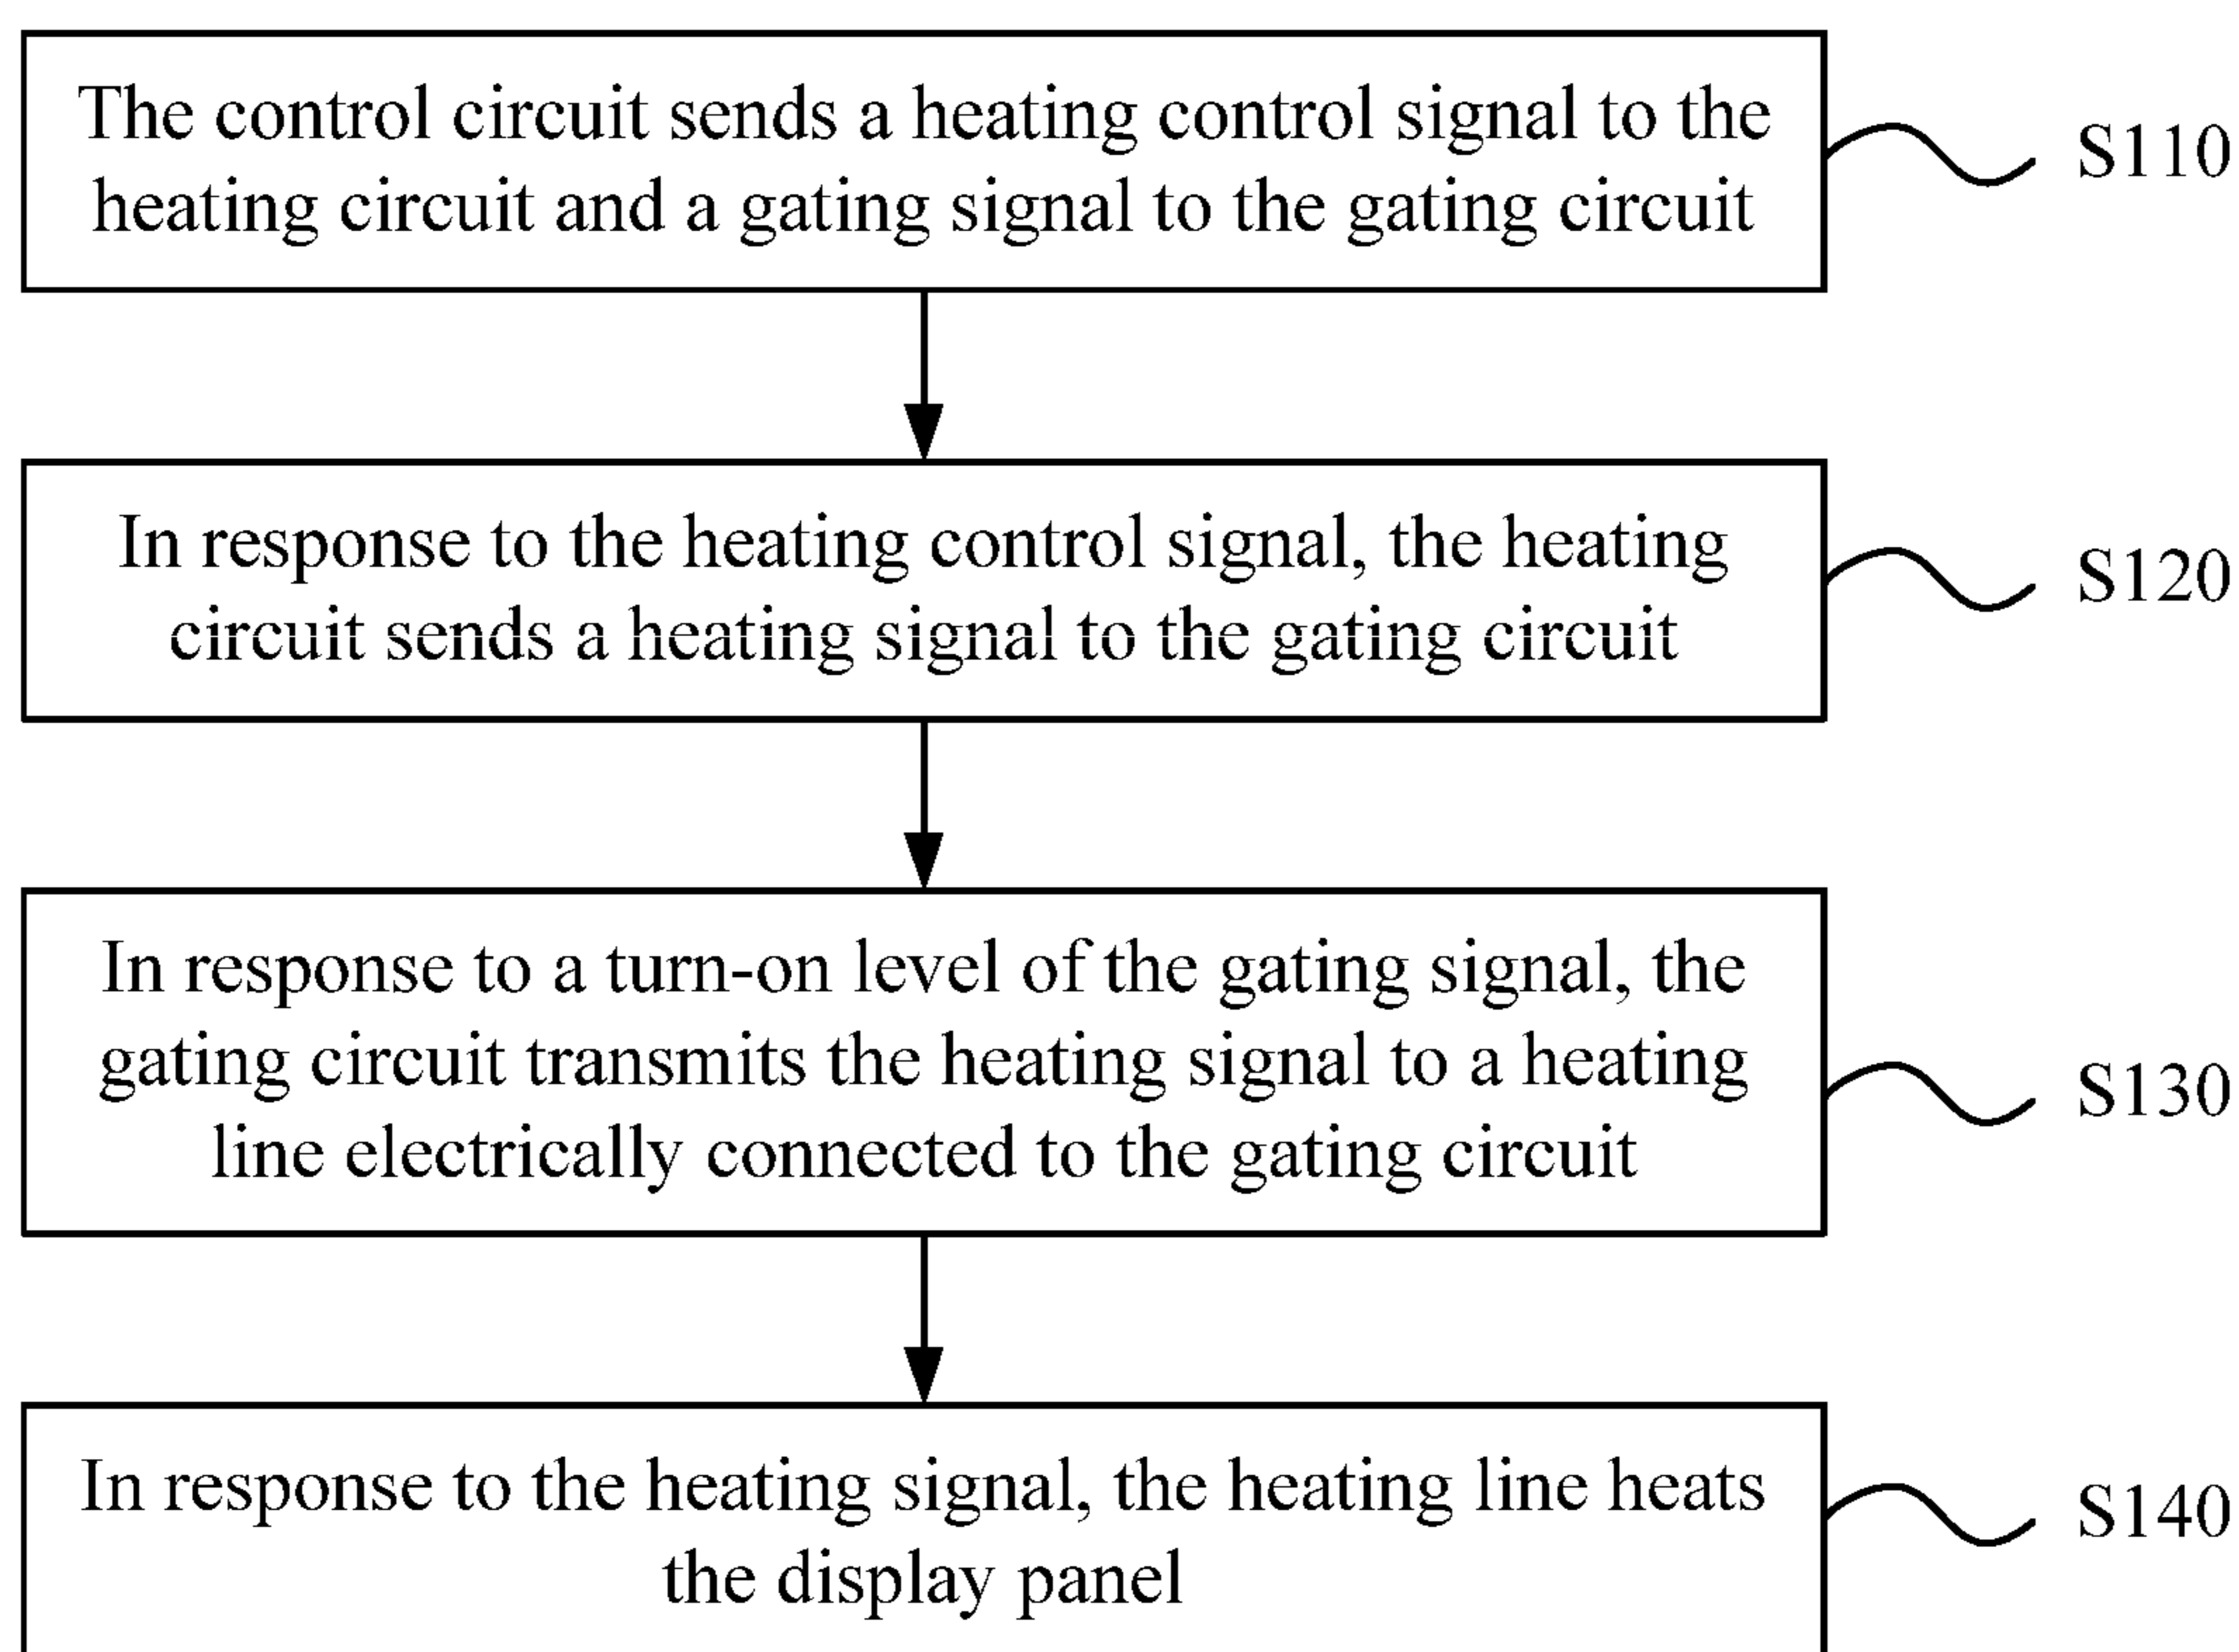 The control circuit sends a heating control signal to the
heating circuit and a gating signal to the gating circuit
S110
In response to the heating control signal, the heating
circuit sends a heating signal to the gating circuit
S120
In response to a turn-on level of the gating signal, the
gating circuit transmits the heating signal to a heating
line electrically connected to the gating circuit
S130
In response to the heating signal, the heating line heats
the display panel
S140